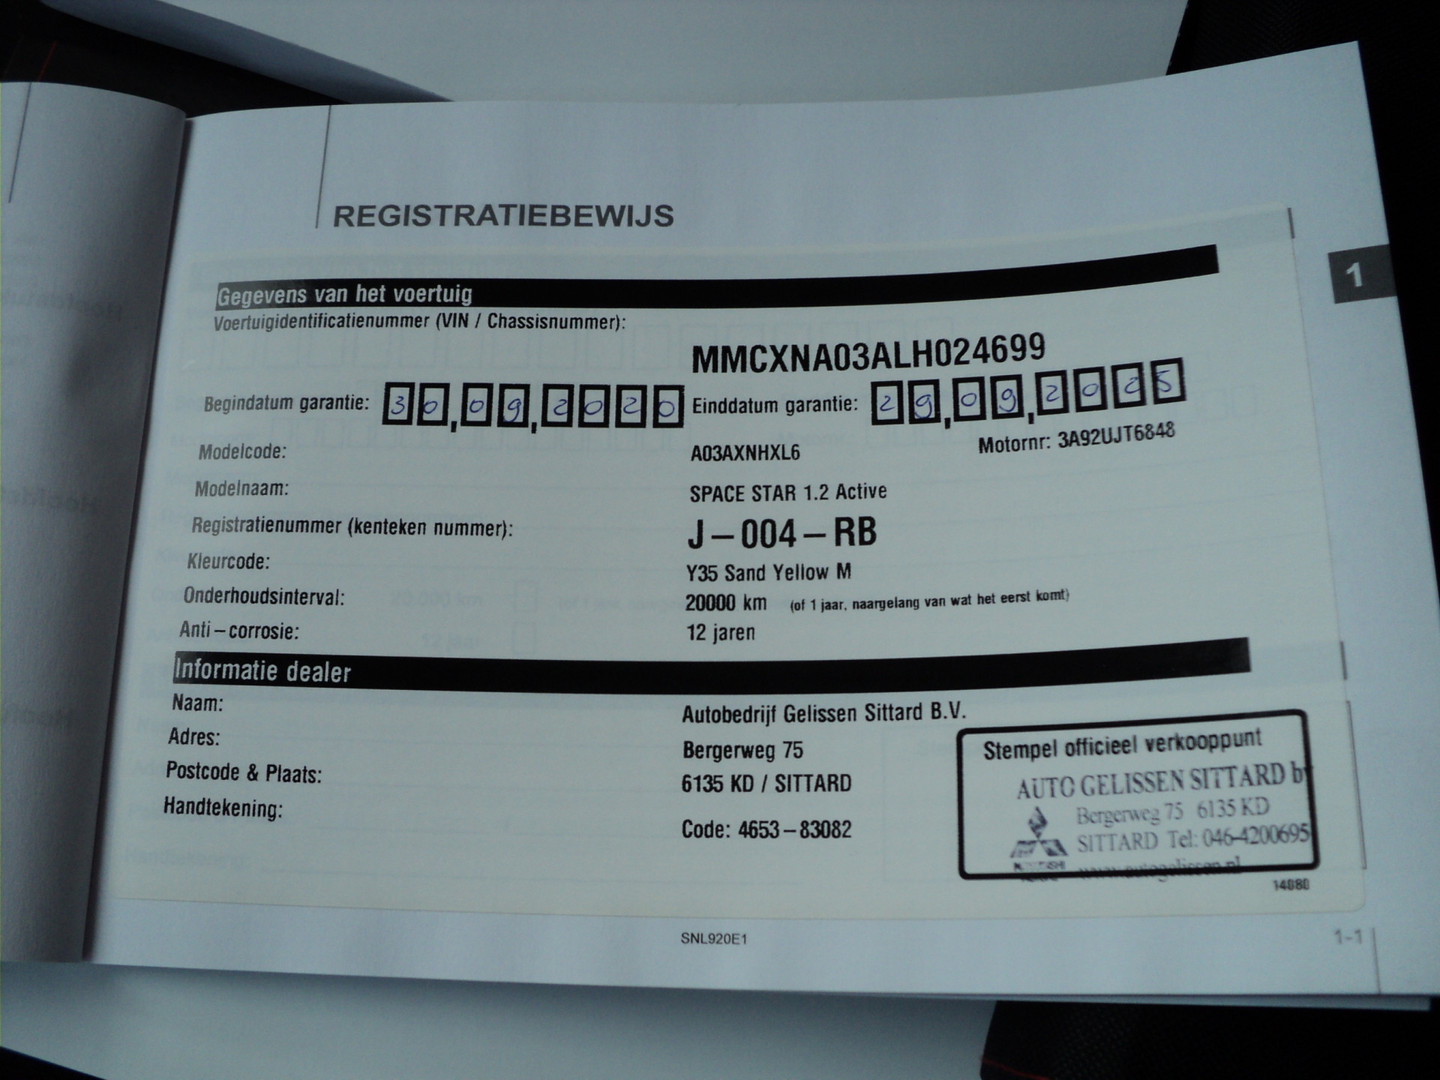 REGISTRATIEBEWIJS
1
Gegevens van het voertuig
Voertuigidentificatienummer (VIN / Chassisnummer):
MMCXNA03ALH024699
Begindatum garantie: 30,09,2020 Einddatum garantie: 29,09,2025
Modelcode: A03AXNHXL6 Motornr: 3A92UJT6848
Modelnaam: SPACE STAR 1.2 Active
Registratienummer (kenteken nummer): J-004-RB
Kleurcode: Y35 Sand Yellow M
Onderhoudsinterval: 20000 km (of 1 jaar, naargelang van wat het eerst komt)
Anti-corrosie: 12 jaren
Informatie dealer
Naam: Autobedrijf Gelissen Sittard B.V.
Adres: Bergerweg 75
Postcode & Plaats: 6135 KD / SITTARD
Handtekening:
Code: 4653-83082
Stempel officieel verkooppunt
AUTO GELISSEN SITTARD bv
Bergerweg 75 6135 KD
SITTARD Tel: 046-4200695
www.autogelissen.nl
14080
SNL920E1
1-1